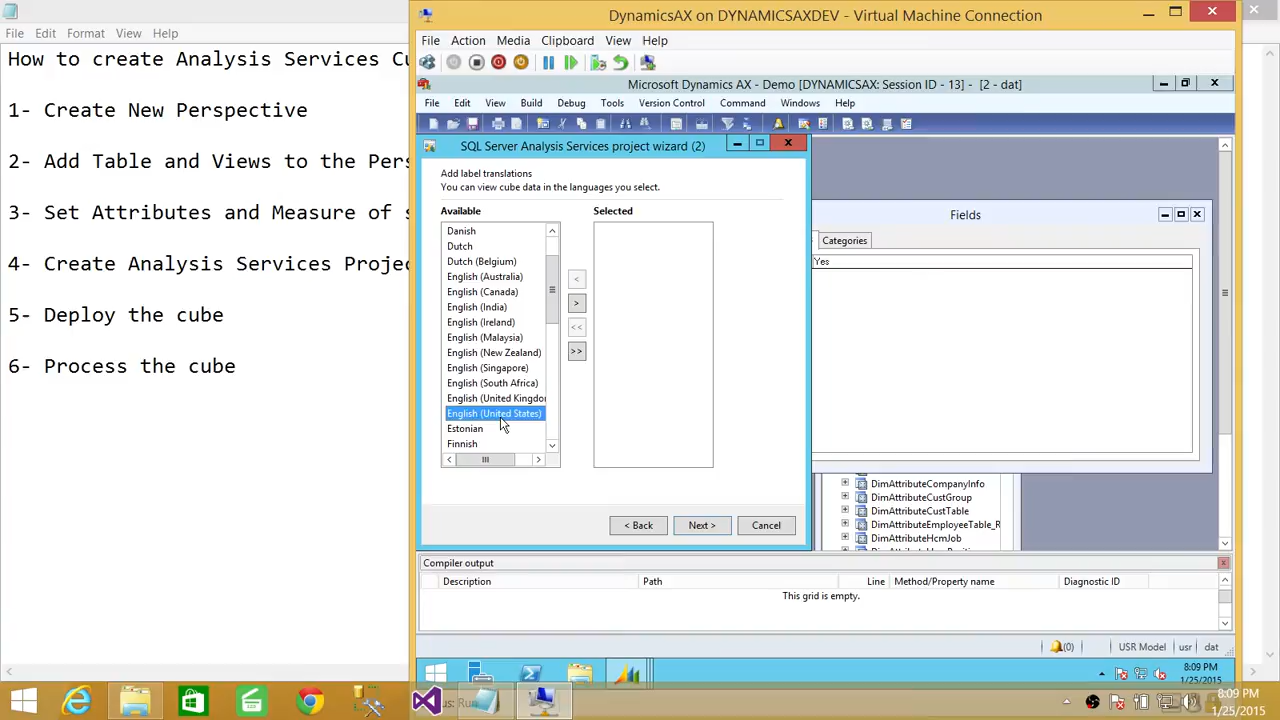 DynamicsAX on DYNAMICSAXDEV - Virtual Machine Connection
File Edit Format View Help
File Action Media Clipboard View Help
How to create Analysis Services Cu
1- Create New Perspective
2- Add Table and Views to the Pers
3- Set Attributes and Measure of s
4- Create Analysis Services Projec
5- Deploy the cube
6- Process the cube
Microsoft Dynamics AX - Demo [DYNAMICSAX: Session ID - 13] - [2 - dat]
File Edit View Build Debug Tools Version Control Command Windows Help
SQL Server Analysis Services project wizard (2)
Add label translations
You can view cube data in the languages you select.
Available
Selected
Danish
Dutch
Dutch (Belgium)
English (Australia)
English (Canada)
English (India)
English (Ireland)
English (Malaysia)
English (New Zealand)
English (Singapore)
English (South Africa)
English (United Kingdor
English (United States)
Estonian
Finnish
<
>
<<
>>
< Back
Next >
Cancel
Fields
Categories
Yes
DimAttributeCompanyInfo
DimAttributeCustGroup
DimAttributeCustTable
DimAttributeEmployeeTable_R
DimAttributeHcmJob
Compiler output
Description Path Line Method/Property name Diagnostic ID
This grid is empty.
(0) USR Model usr dat
8:09 PM
1/25/2015
8:09 PM
1/25/2015